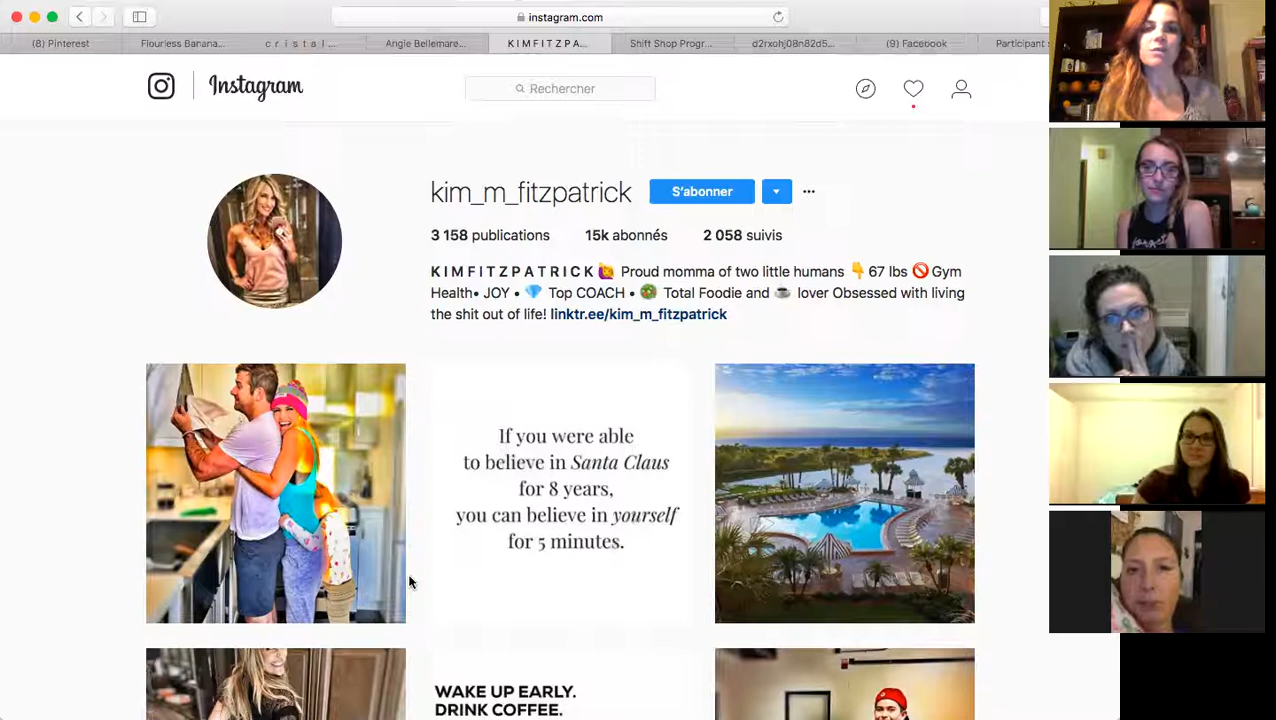 instagram.com
(8) Pinterest
Flourless Banana...
c r i s t a l ...
Angie Bellemare...
K I M F I T Z P A...
Shift Shop Progr...
d2rxohj08n82d5...
(9) Facebook
Participant s
Instagram
Rechercher
kim_m_fitzpatrick
S'abonner
3 158 publications 15k abonnés 2 058 suivis
K I M F I T Z P A T R I C K 🙋 Proud momma of two little humans 👇 67 lbs 🚫 Gym
Health• JOY • 💎 Top COACH • 🥗 Total Foodie and ☕ lover Obsessed with living
the shit out of life! linktr.ee/kim_m_fitzpatrick
If you were able
to believe in Santa Claus
for 8 years,
you can believe in yourself
for 5 minutes.
WAKE UP EARLY.
DRINK COFFEE.